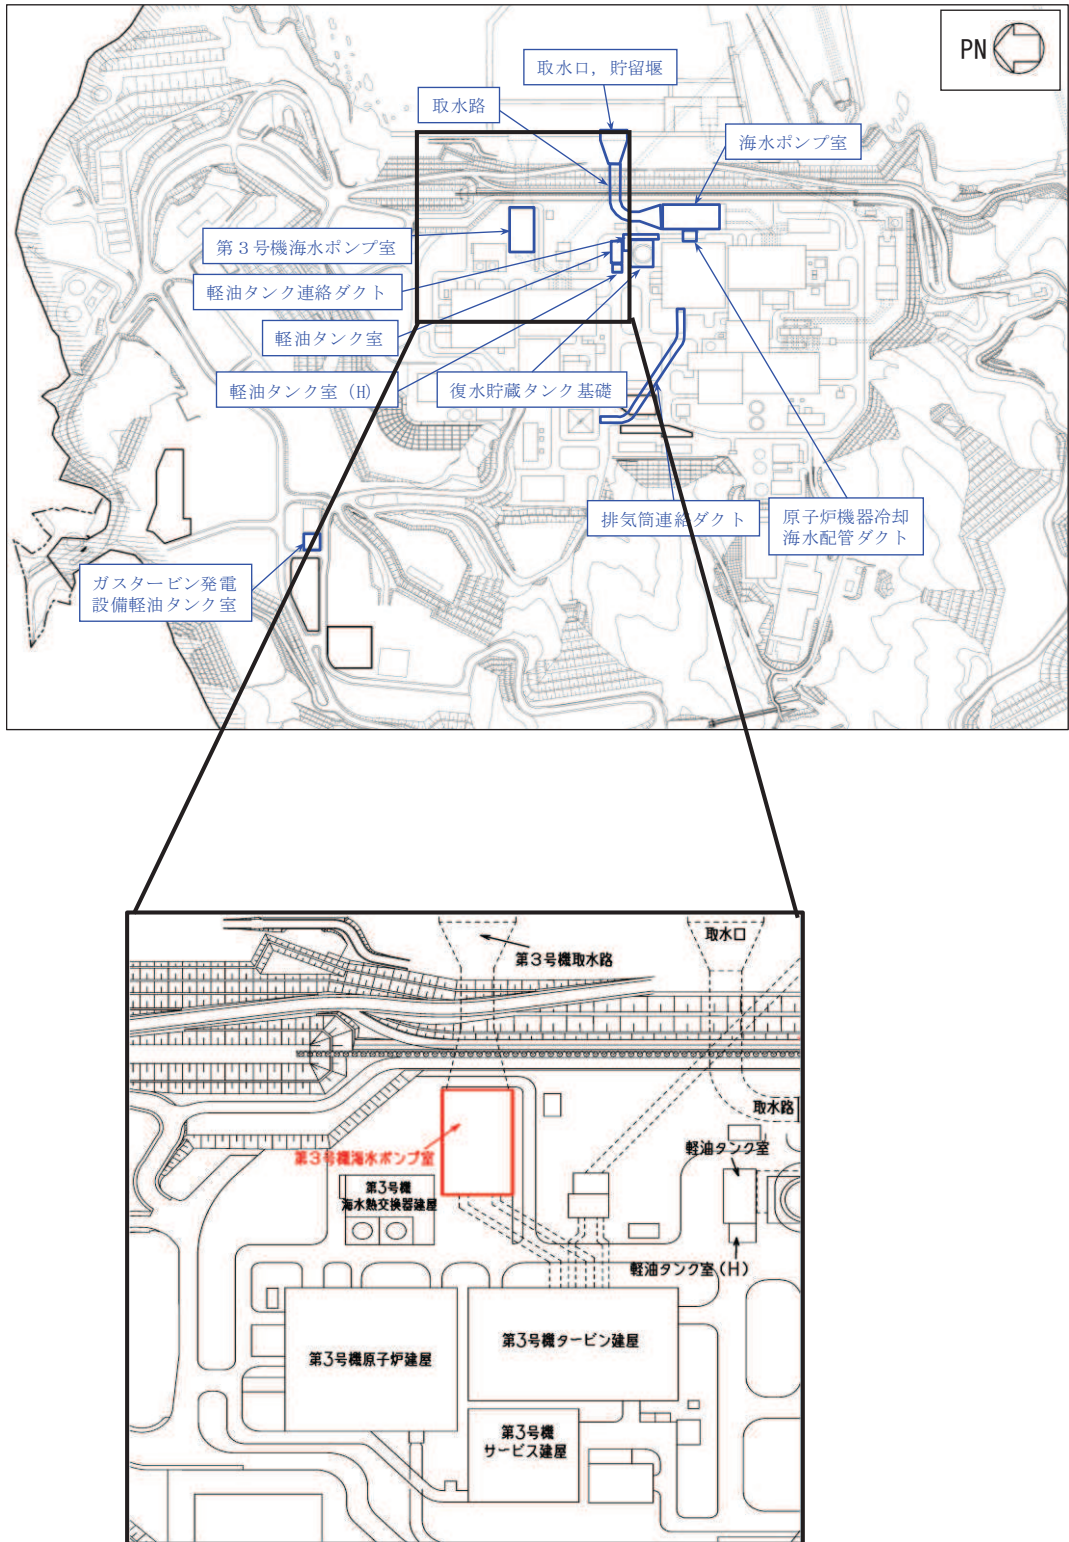 PN
取水口，貯留堰
取水路
海水ポンプ室
第３号機海水ポンプ室
軽油タンク連絡ダクト
軽油タンク室
軽油タンク室（H）
復水貯蔵タンク基礎
排気筒連絡ダクト
原子炉機器冷却
海水配管ダクト
ガスタービン発電
設備軽油タンク室
取水口
第3号機取水路
取水路
軽油タンク室
第3号機海水ポンプ室
第3号機
海水熱交換器建屋
軽油タンク室(H)
第3号機タービン建屋
第3号機原子炉建屋
第3号機
サービス建屋